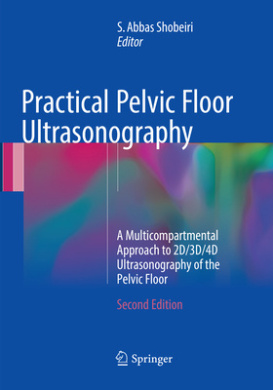 S. Abbas Shobeiri
Editor
Practical Pelvic Floor
Ultrasonography
A Multicompartmental
Approach to 2D/3D/4D
Ultrasonography of the
Pelvic Floor
Second Edition
Springer